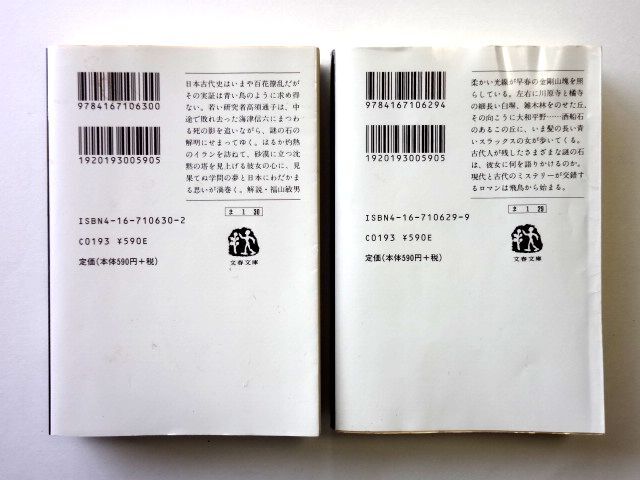 9784167106300
1920193005905
日本古代史はいまや百花撩乱だが
その実証は青い鳥のように求め得
ない。若い研究者高須通子は、中
途で敗れ去った海津信六にまつわ
る死の影を追いながら、謎の石の
解明にせまってゆく。はるか灼熱
のイランを訪ねて、砂漠に立つ沈
黙の塔を見上げる彼女の心に、見
果てぬ学問の夢と日本にわだかま
る思いが渦巻く。解説・福山敏男
ま 1 30
ISBN4-16-710630-2
C0193 ¥590E
定価(本体590円+税)
文春文庫
9784167106294
1920193005905
柔かい光線が早春の金剛山塊を照
らしている。左右に川原寺と橘寺
の細長い白塀、雑木林をのせた丘、
その向こうに大和平野……酒船石
のあるこの丘に、いま髪の長い青
いスラックスの女が歩いてくる。
古代人が残したさまざまな謎の石
は、彼女に何を語りかけるのか。
現代と古代のミステリーが交錯す
るロマンは飛鳥から始まる。
ま 1 29
ISBN4-16-710629-9
C0193 ¥590E
定価(本体590円+税)
文春文庫